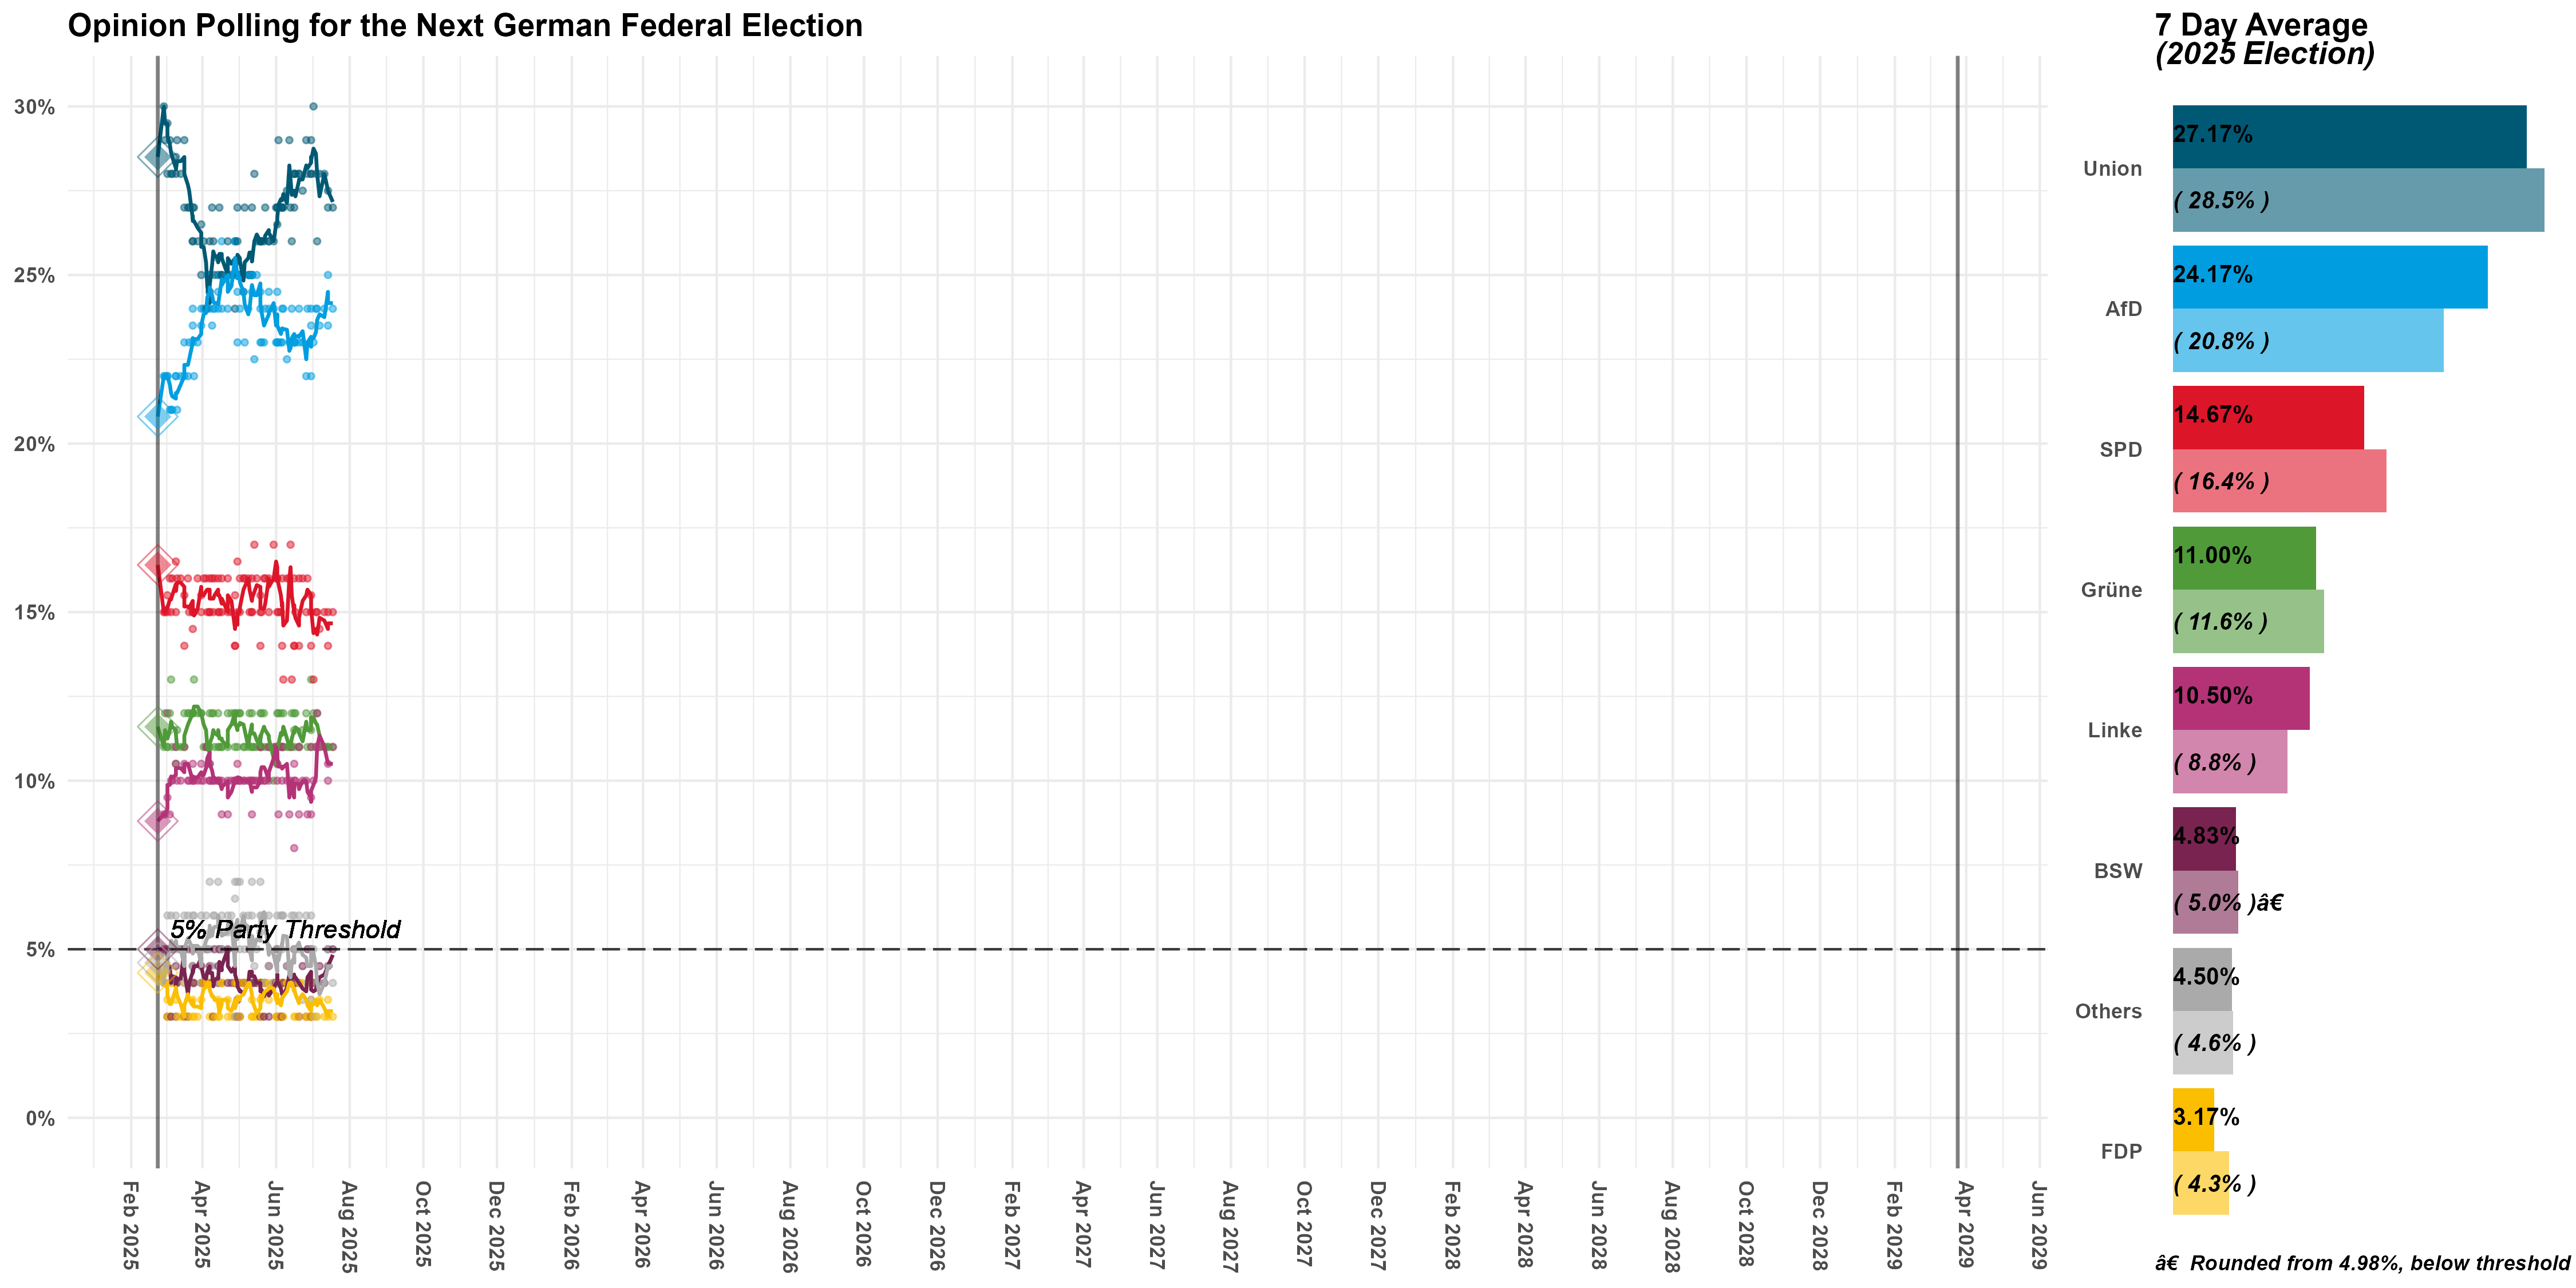 Opinion Polling for the Next German Federal Election
30%
25%
20%
15%
10%
5%
0%
5% Party Threshold
Feb 2025
Apr 2025
Jun 2025
Aug 2025
Oct 2025
Dec 2025
Feb 2026
Apr 2026
Jun 2026
Aug 2026
Oct 2026
Dec 2026
Feb 2027
Apr 2027
Jun 2027
Aug 2027
Oct 2027
Dec 2027
Feb 2028
Apr 2028
Jun 2028
Aug 2028
Oct 2028
Dec 2028
Feb 2029
Apr 2029
Jun 2029
7 Day Average
(2025 Election)
Union
27.17%
( 28.5% )
AfD
24.17%
( 20.8% )
SPD
14.67%
( 16.4% )
Grüne
11.00%
( 11.6% )
Linke
10.50%
( 8.8% )
BSW
4.83%
( 5.0% )â€
Others
4.50%
( 4.6% )
FDP
3.17%
( 4.3% )
â€ Rounded from 4.98%, below threshold